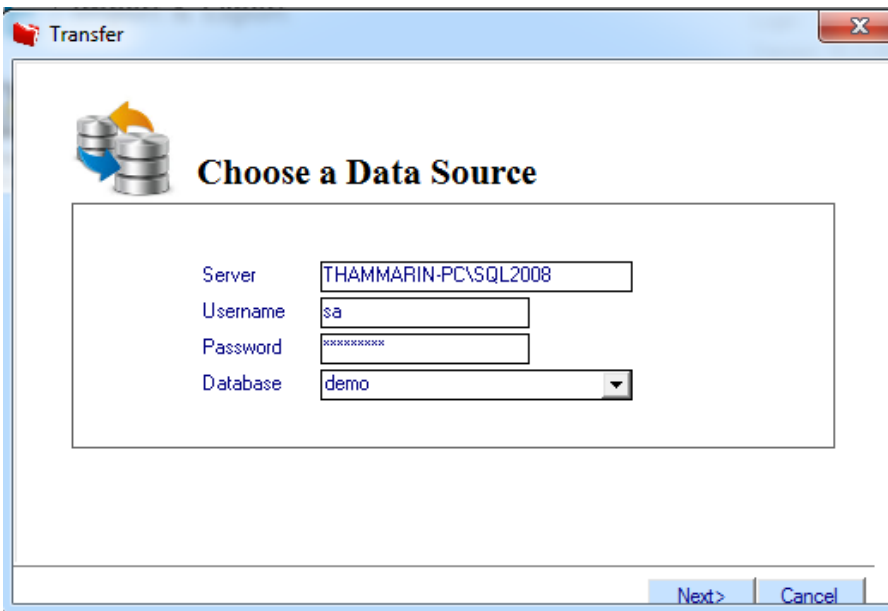 Transfer
Choose a Data Source
Server THAMMARIN-PC\SQL2008
Username sa
Password *********
Database demo
Next> Cancel